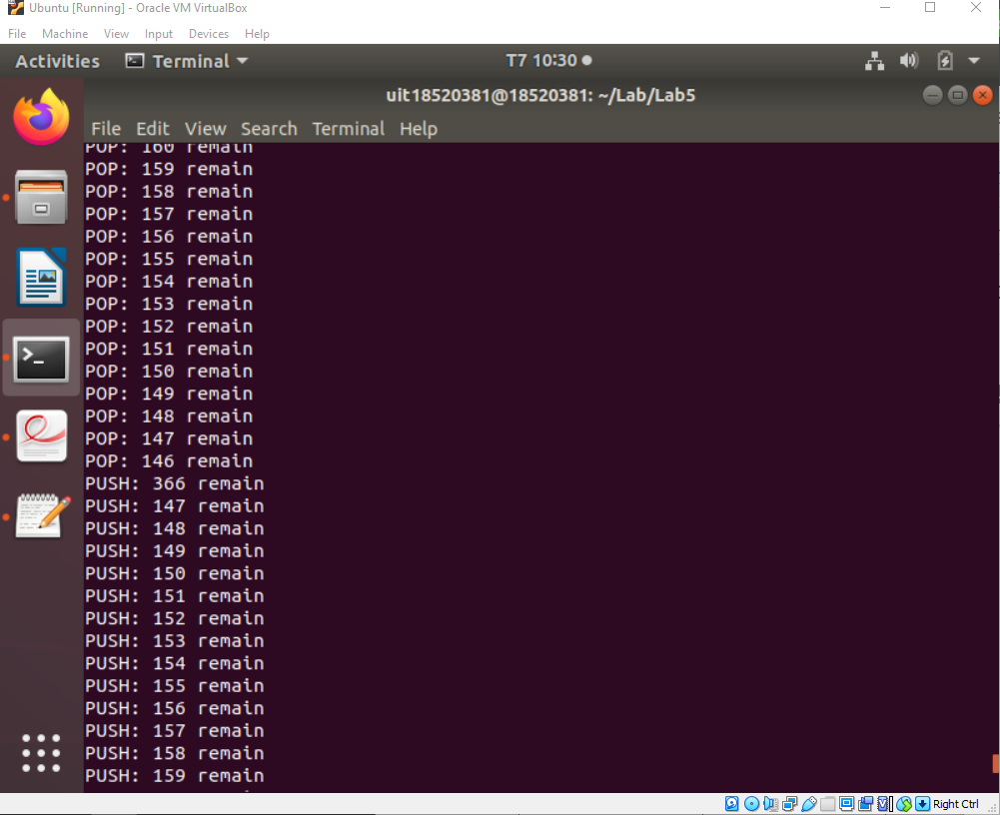 Ubuntu [Running] - Oracle VM VirtualBox
File Machine View Input Devices Help
Activities Terminal T7 10:30
uit18520381@18520381: ~/Lab/Lab5
File Edit View Search Terminal Help
POP: 160 remain
POP: 159 remain
POP: 158 remain
POP: 157 remain
POP: 156 remain
POP: 155 remain
POP: 154 remain
POP: 153 remain
POP: 152 remain
POP: 151 remain
POP: 150 remain
POP: 149 remain
POP: 148 remain
POP: 147 remain
POP: 146 remain
PUSH: 366 remain
PUSH: 147 remain
PUSH: 148 remain
PUSH: 149 remain
PUSH: 150 remain
PUSH: 151 remain
PUSH: 152 remain
PUSH: 153 remain
PUSH: 154 remain
PUSH: 155 remain
PUSH: 156 remain
PUSH: 157 remain
PUSH: 158 remain
PUSH: 159 remain
Right Ctrl